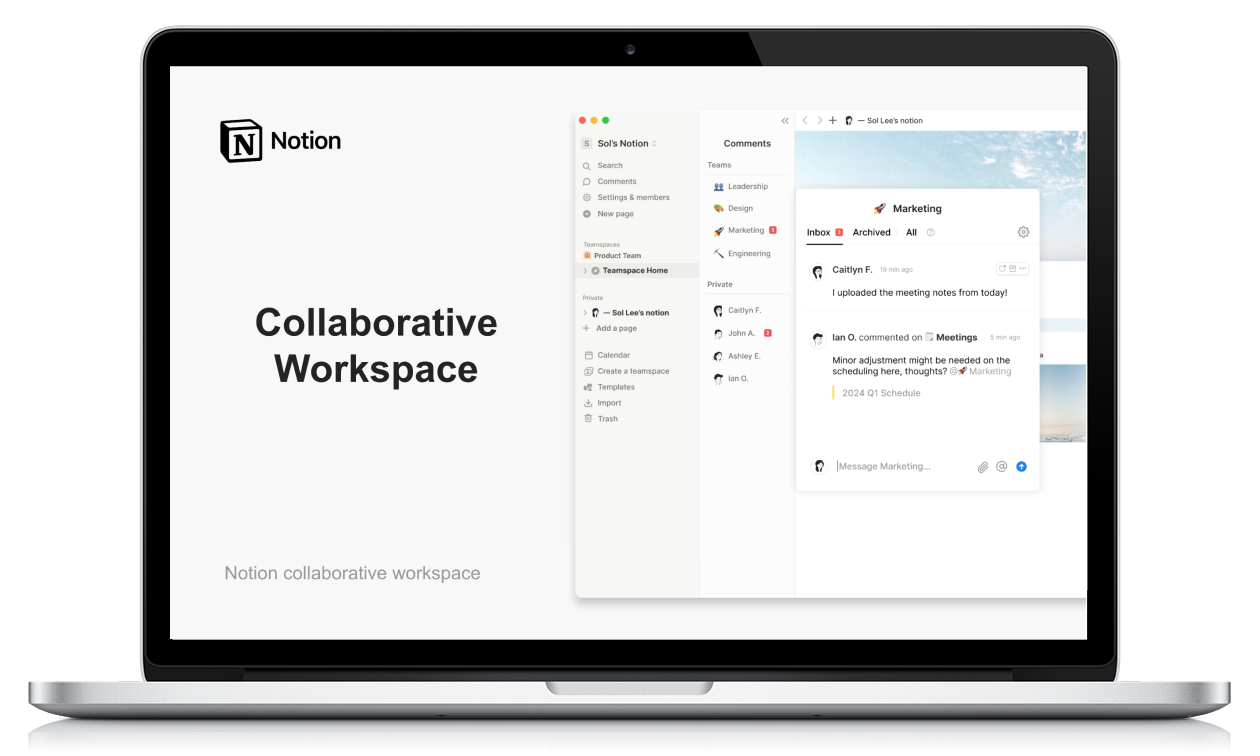 Notion
Collaborative
Workspace
Notion collaborative workspace
S Sol's Notion
Search
Comments
Settings & members
New page
Teamspaces
Product Team
Teamspace Home
Private
— Sol Lee's notion
Add a page
Calendar
Create a teamspace
Templates
Import
Trash
Comments
Teams
Leadership
Design
Marketing 3
Engineering
Private
Caitlyn F.
John A. 2
Ashley E.
Ian O.
— Sol Lee's notion
🚀 Marketing
Inbox 3 Archived All
Caitlyn F. 19 min ago
I uploaded the meeting notes from today!
Ian O. commented on Meetings 5 min ago
Minor adjustment might be needed on the
scheduling here, thoughts? @🚀 Marketing
2024 Q1 Schedule
Message Marketing...